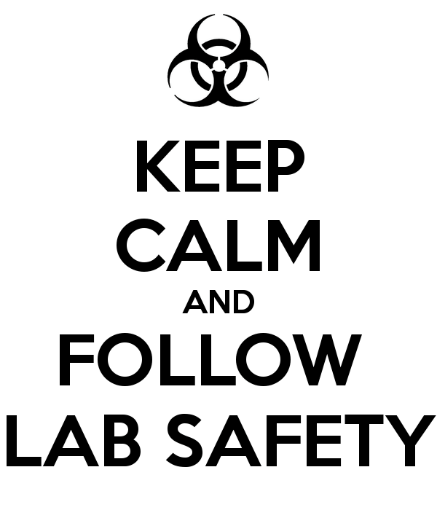 KEEP
CALM
AND
FOLLOW
LAB SAFETY